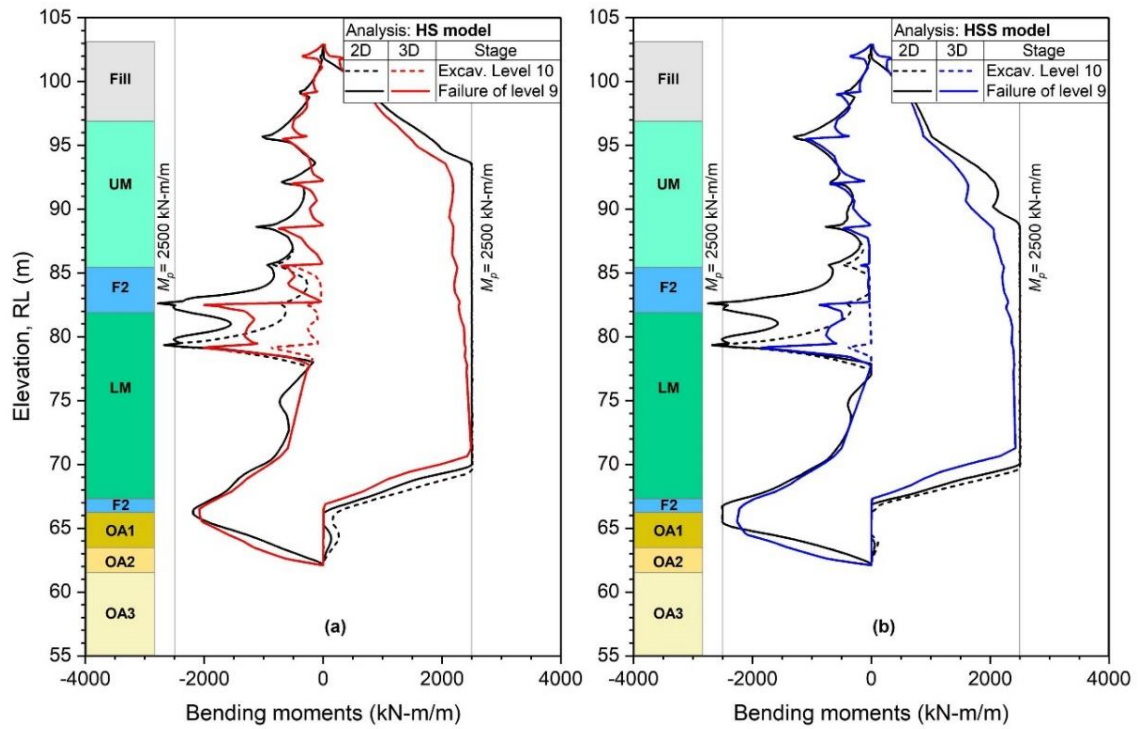 Analysis: HS model
2D 3D Stage
Excav. Level 10
Failure of level 9
105
100
95
90
85
80
75
70
65
60
55
Elevation, RL (m)
Fill
UM
F2
LM
F2
OA1
OA2
OA3
Mp = 2500 kN-m/m
Mp = 2500 kN-m/m
(a)
-4000 -2000 0 2000 4000
Bending moments (kN-m/m)
Analysis: HSS model
2D 3D Stage
Excav. Level 10
Failure of level 9
105
100
95
90
85
80
75
70
65
60
55
Fill
UM
F2
LM
F2
OA1
OA2
OA3
Mp = 2500 kN-m/m
Mp = 2500 kN-m/m
(b)
-4000 -2000 0 2000 4000
Bending moments (kN-m/m)